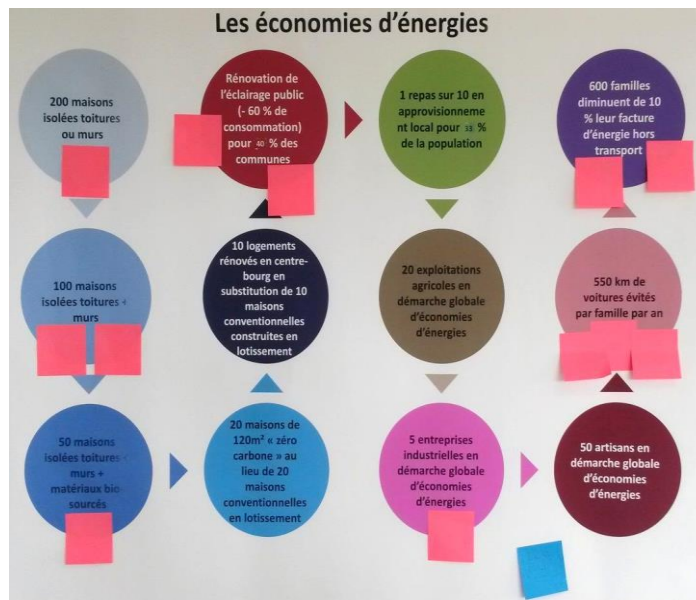 Les économies d'énergies
200 maisons
isolées toitures
ou murs
100 maisons
isolées toitures +
murs
50 maisons
isolées toitures +
murs +
matériaux bio-
sourcés
20 maisons de
120m² « zéro
carbone » au
lieu de 20
maisons
conventionnelles
en lotissement
10 logements
rénovés en centre-
bourg en
substitution de 10
maisons
conventionnelles
construites en
lotissement
Rénovation de
l'éclairage public
(- 60 % de
consommation)
pour 40 % des
communes
1 repas sur 10 en
approvisionneme
nt local pour 33 %
de la population
20 exploitations
agricoles en
démarche globale
d'économies
d'énergies
5 entreprises
industrielles en
démarche globale
d'économies
d'énergies
50 artisans en
démarche globale
d'économies
d'énergies
550 km de
voitures évités
par famille par an
600 familles
diminuent de 10
% leur facture
d'énergie hors
transport